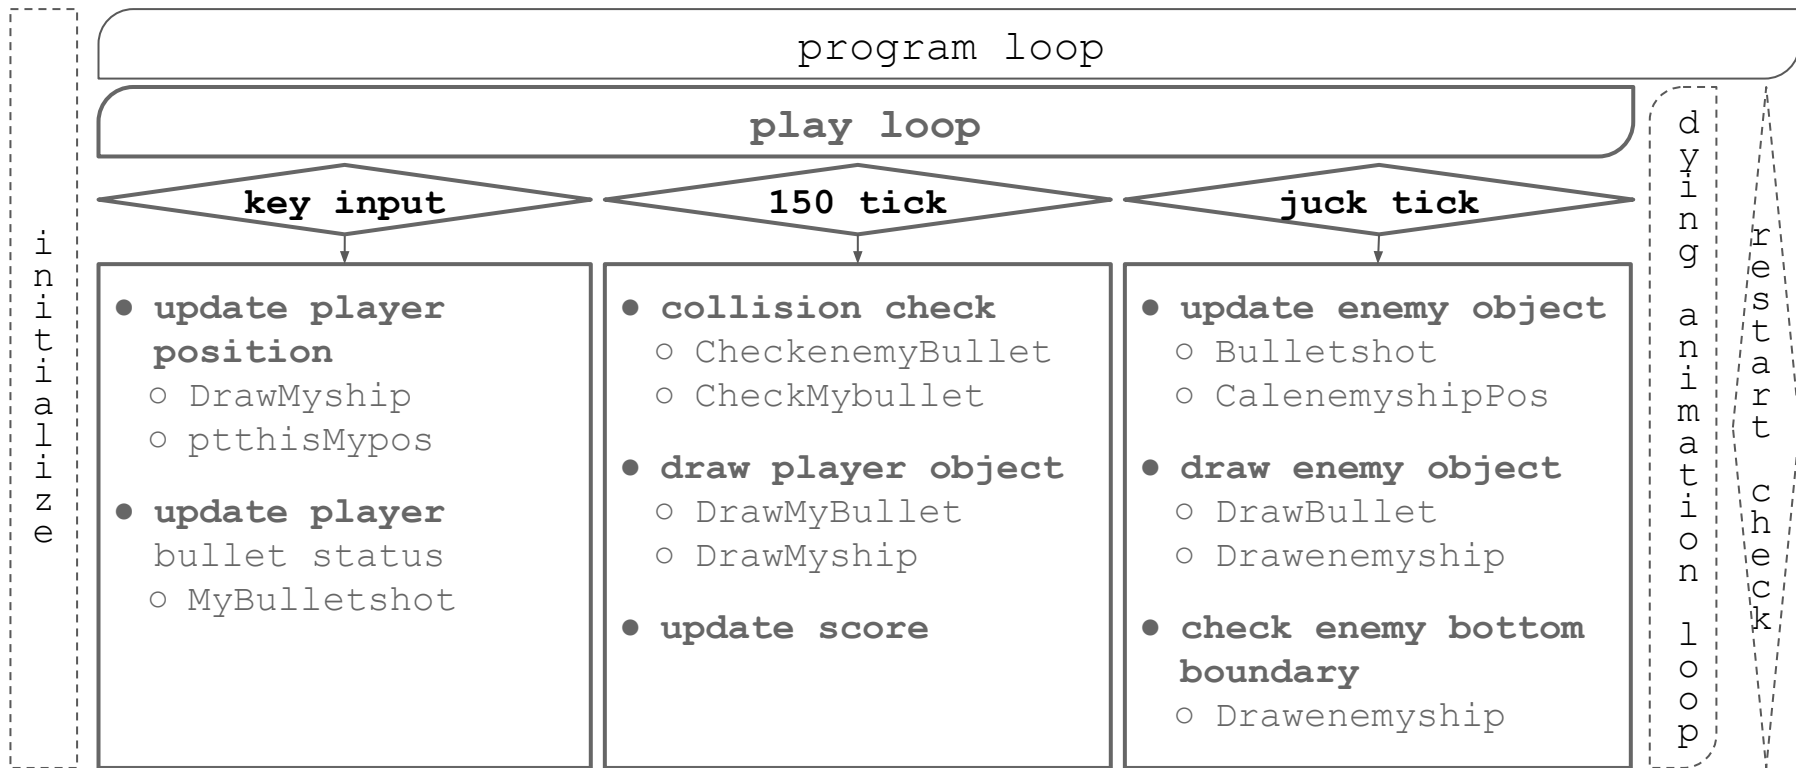 initialize
program loop
play loop
key input
● update player
position
○ DrawMyship
○ ptthisMypos
● update player
bullet status
○ MyBulletshot
150 tick
● collision check
○ CheckenemyBullet
○ CheckMybullet
● draw player object
○ DrawMyBullet
○ DrawMyship
● update score
juck tick
● update enemy object
○ Bulletshot
○ CalenemyshipPos
● draw enemy object
○ DrawBullet
○ Drawenemyship
● check enemy bottom
boundary
○ Drawenemyship
dying animation loop
restart check